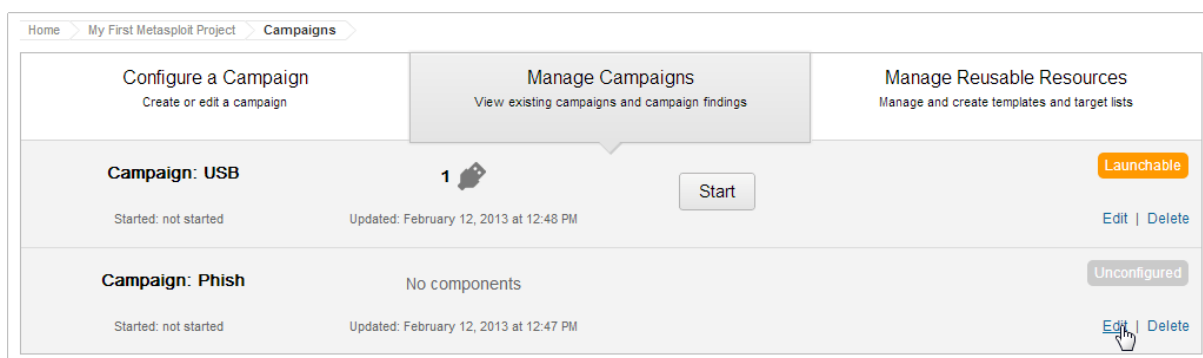 Home My First Metasploit Project Campaigns
Configure a Campaign
Create or edit a campaign
Manage Campaigns
View existing campaigns and campaign findings
Manage Reusable Resources
Manage and create templates and target lists
Campaign: USB
1
Start
Launchable
Started: not started
Updated: February 12, 2013 at 12:48 PM
Edit | Delete
Campaign: Phish
No components
Unconfigured
Started: not started
Updated: February 12, 2013 at 12:47 PM
Edit | Delete